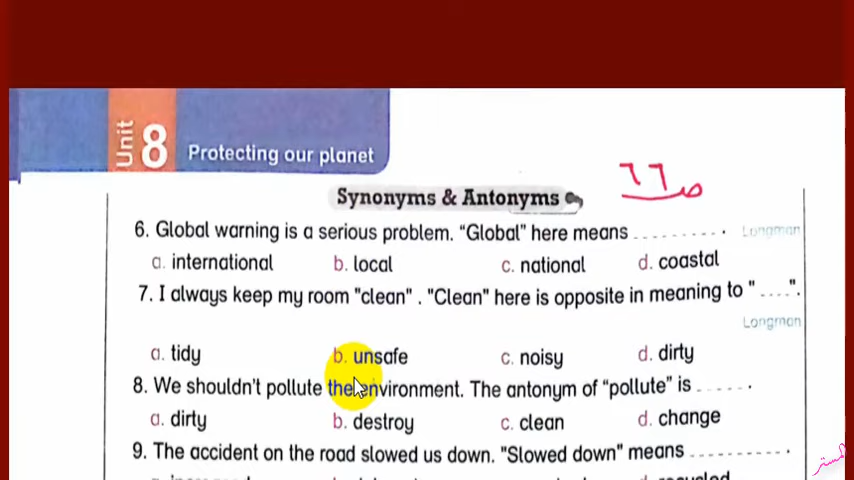 Unit 8
Protecting our planet
ص ٦٦
Synonyms & Antonyms
6. Global warning is a serious problem. “Global” here means .......... . Longman
a. international b. local c. national d. coastal
7. I always keep my room "clean" . "Clean" here is opposite in meaning to " .... ".
Longman
a. tidy b. unsafe c. noisy d. dirty
8. We shouldn't pollute the environment. The antonym of “pollute” is ...... .
a. dirty b. destroy c. clean d. change
9. The accident on the road slowed us down. "Slowed down" means .......... .